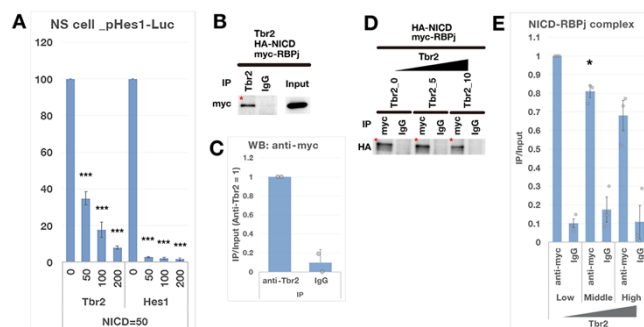 A
NS cell _pHes1-Luc
120
100
80
60
40
20
0
***
***
***
***
***
***
0
50
100
200
0
50
100
200
Tbr2
Hes1
NICD=50
B
Tbr2
HA-NICD
myc-RBPj
IP
Tbr2
IgG
Input
myc
*
C
WB: anti-myc
IP/Input (Anti-Tbr2 = 1)
1.2
1
0.8
0.6
0.4
0.2
0
anti-Tbr2
IgG
IP
D
HA-NICD
myc-RBPj
Tbr2
Tbr2_0
Tbr2_5
Tbr2_10
IP
myc
IgG
myc
IgG
myc
IgG
HA
*
*
*
E
NICD-RBPj complex
IP/Input
1
0.9
0.8
0.7
0.6
0.5
0.4
0.3
0.2
0.1
0
*
anti-myc
IgG
anti-myc
IgG
anti-myc
IgG
Low
Middle
High
Tbr2